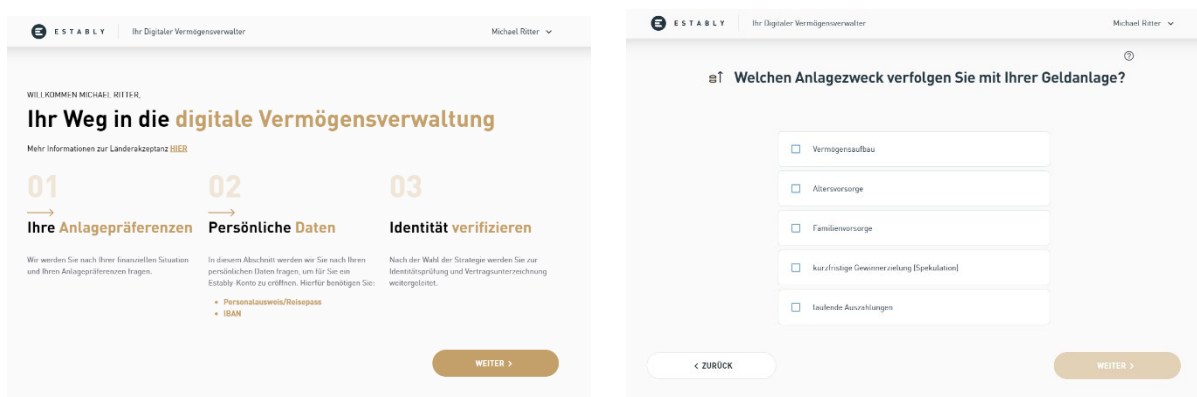 ESTABLY Ihr Digitaler Vermögensverwalter Michael Ritter
WILLKOMMEN MICHAEL RITTER,
Ihr Weg in die digitale Vermögensverwaltung
Mehr Informationen zur Länderakzeptanz HIER
01
Ihre Anlagepräferenzen
Wir werden Sie nach Ihrer finanziellen Situation
und Ihren Anlagepräferenzen fragen.
02
Persönliche Daten
In diesem Abschnitt werden wir Sie nach Ihren
persönlichen Daten fragen, um für Sie ein
Estably-Konto zu eröffnen. Hierfür benötigen Sie:
• Personalausweis/Reisepass
• IBAN
03
Identität verifizieren
Nach der Wahl der Strategie werden Sie zur
Identitätsprüfung und Vertragsunterzeichnung
weitergeleitet.
WEITER >
ESTABLY Ihr Digitaler Vermögensverwalter Michael Ritter
Welchen Anlagezweck verfolgen Sie mit Ihrer Geldanlage?
Vermögensaufbau
Altersvorsorge
Familienvorsorge
kurzfristige Gewinnerzielung (Spekulation)
laufende Auszahlungen
< ZURÜCK
WEITER >